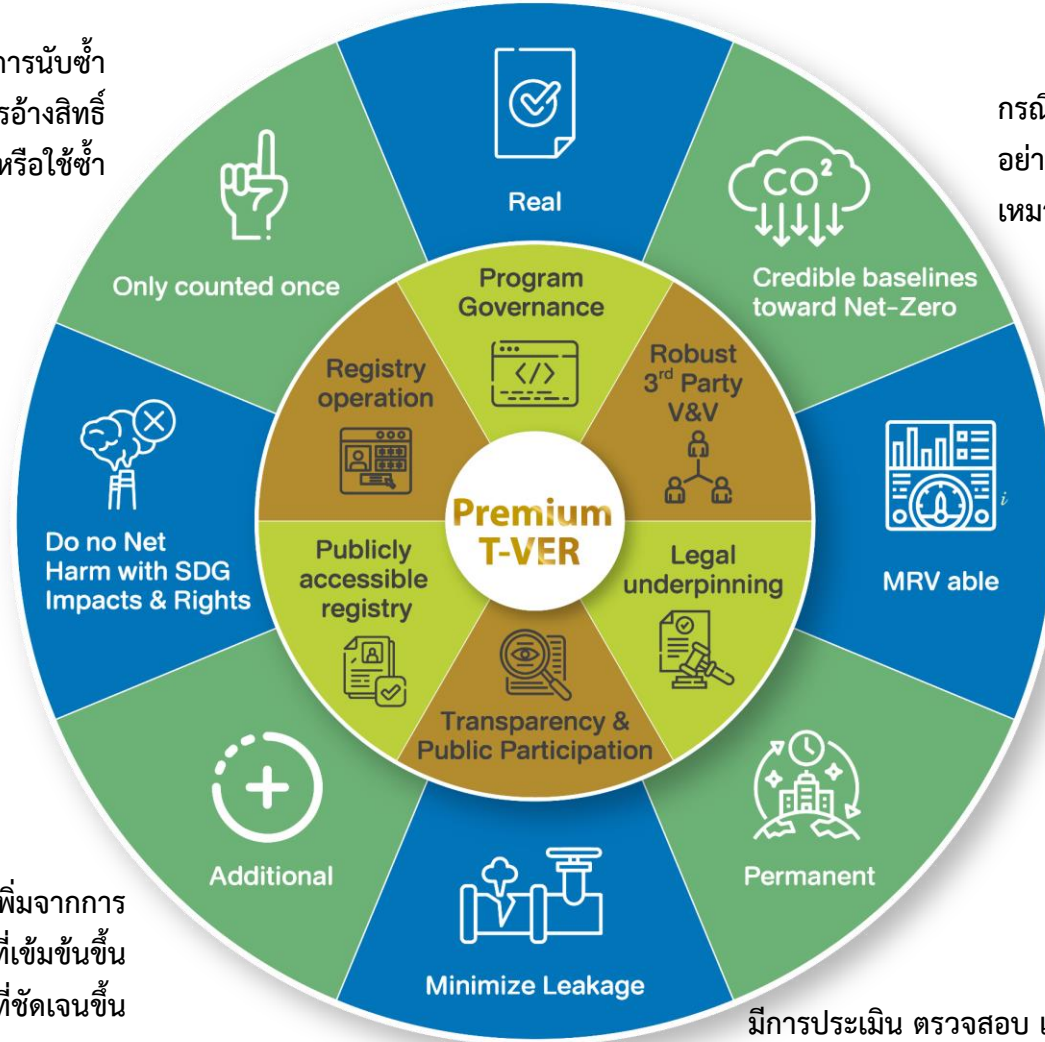 การนับซ้ำ
รอ้างสิทธิ์
หรือใช้ซ้ำ
Real
กรณี
อย่า
Only counted once
CO²
Credible baselines
toward Net-Zero
Program
Governance
</>
Registry
operation
Robust
3rd Party
V&V
Do no Net
Harm with SDG
Impacts & Rights
Premium
T-VER
MRV able
Publicly
accessible
registry
Legal
underpinning
Transparency &
Public Participation
Additional
Permanent
Minimize Leakage
พิ่มจากการ
ที่เข้มข้นขึ้น
ที่ชัดเจนขึ้น
มีการประเมิน ตรวจสอบ